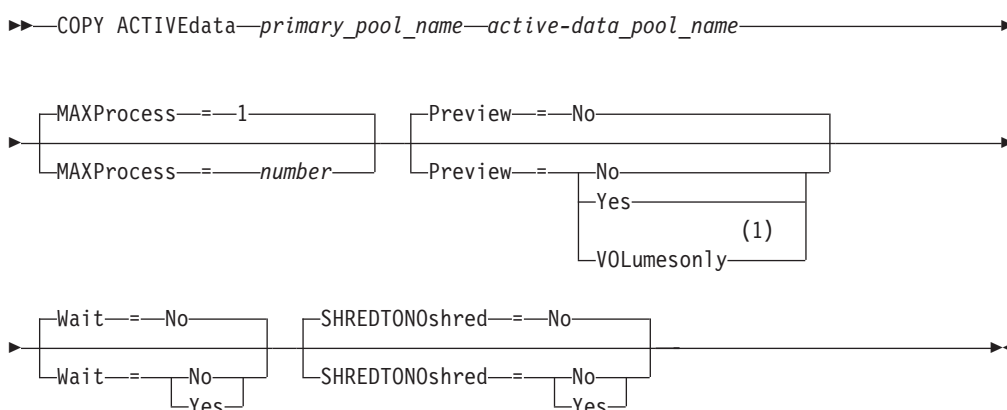 COPY ACTIVEdata primary_pool_name active-data_pool_name
MAXProcess = 1 Preview = No
MAXProcess = number Preview = No
Yes
(1)
VOLumesonly
Wait = No SHREDTONOshred = No
Wait = No SHREDTONOshred = No
Yes Yes